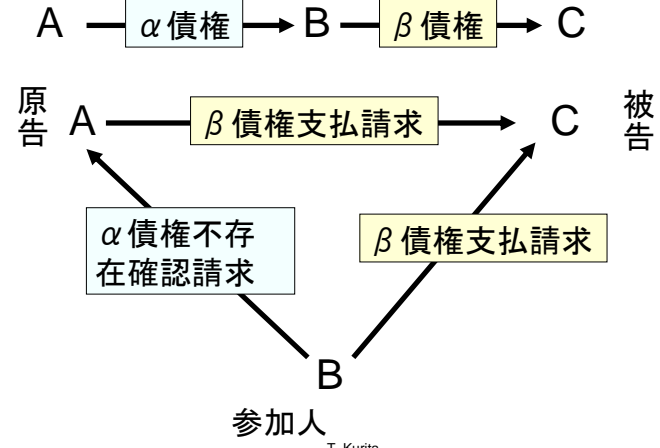 A α債権 B β債権 C
原告 A β債権支払請求 C 被告
α債権不存
在確認請求
β債権支払請求
B
参加人
T. Kurita